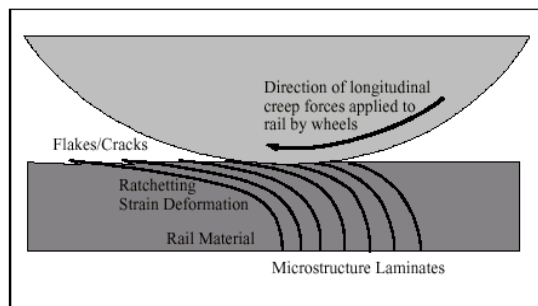 Direction of longitudinal
creep forces applied to
rail by wheels
Flakes/Cracks
Ratchetting
Strain Deformation
Rail Material
Microstructure Laminates